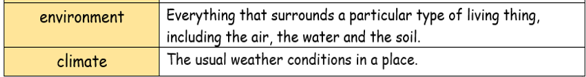 environment
Everything that surrounds a particular type of living thing,
including the air, the water and the soil.
climate
The usual weather conditions in a place.